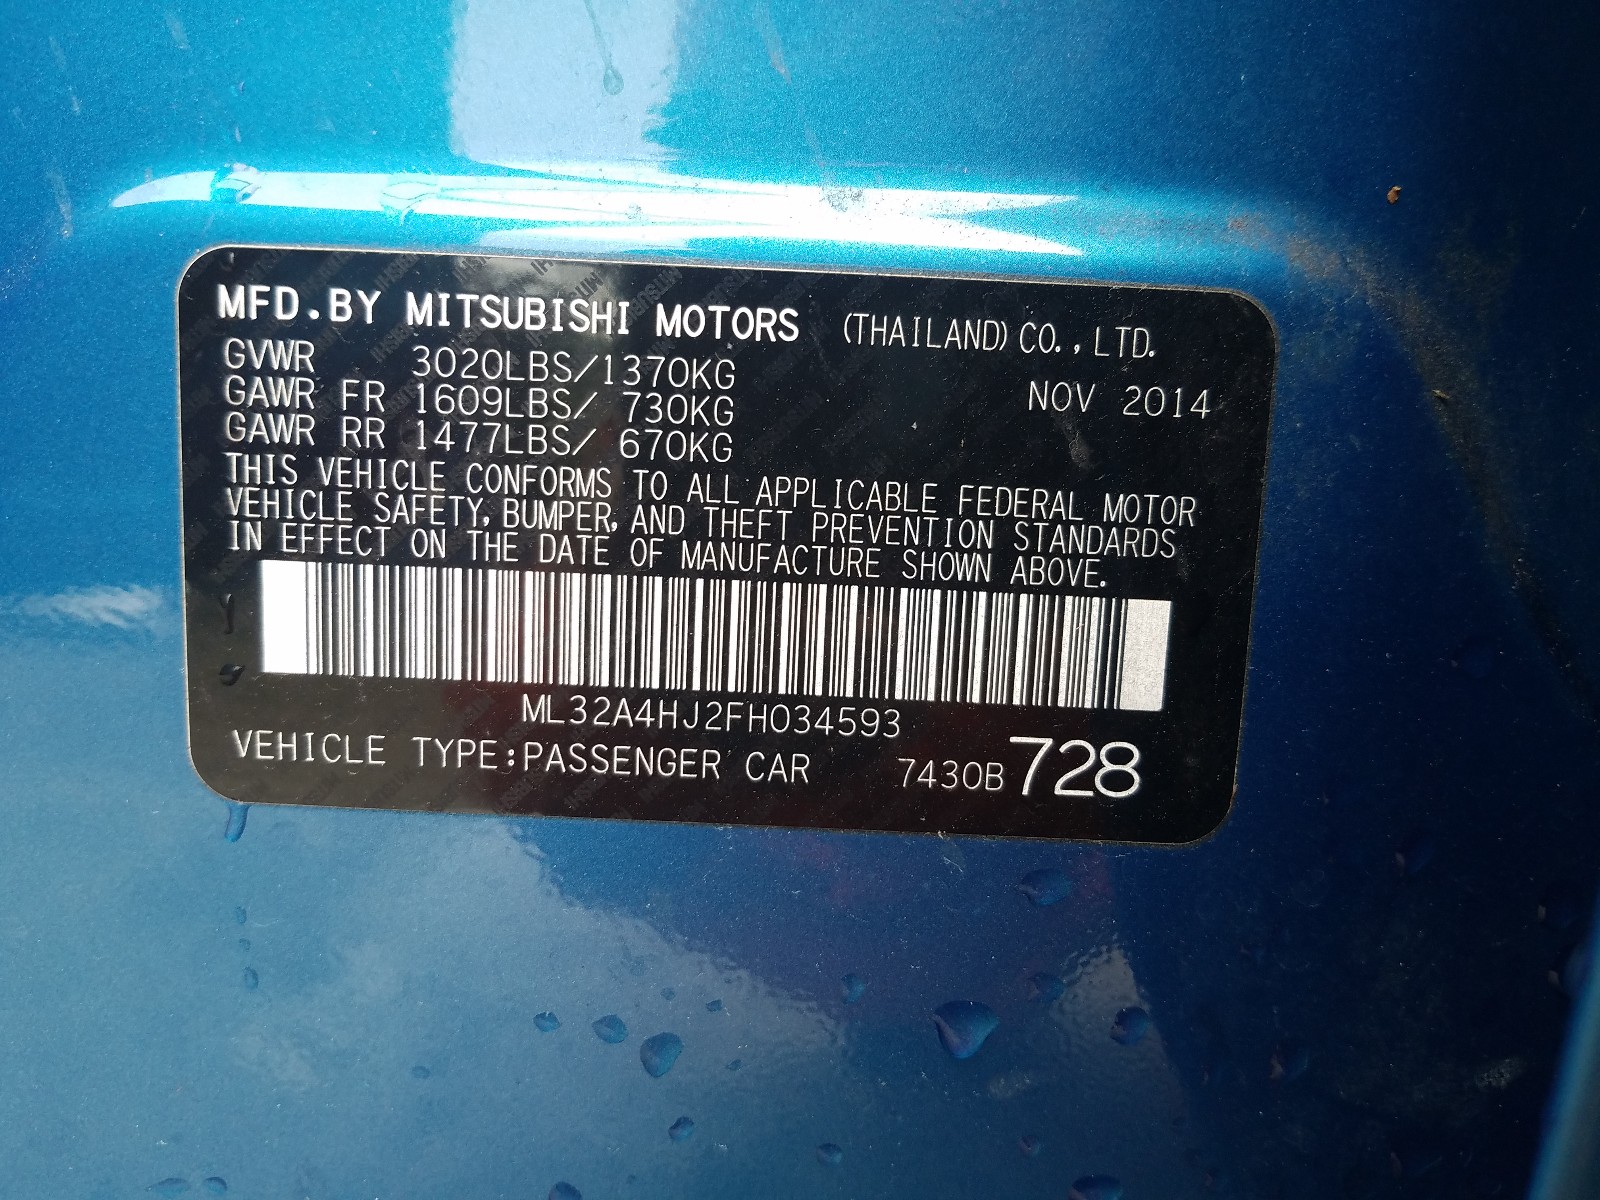 MFD.BY MITSUBISHI MOTORS (THAILAND) CO.,LTD.
GVWR 3020LBS/1370KG
NOV 2014
GAWR FR 1609LBS/ 730KG
GAWR RR 1477LBS/ 670KG
THIS VEHICLE CONFORMS TO ALL APPLICABLE FEDERAL MOTOR
VEHICLE SAFETY, BUMPER, AND THEFT PREVENTION STANDARDS
IN EFFECT ON THE DATE OF MANUFACTURE SHOWN ABOVE.
ML32A4HJ2FH034593
VEHICLE TYPE:PASSENGER CAR 7430B 728